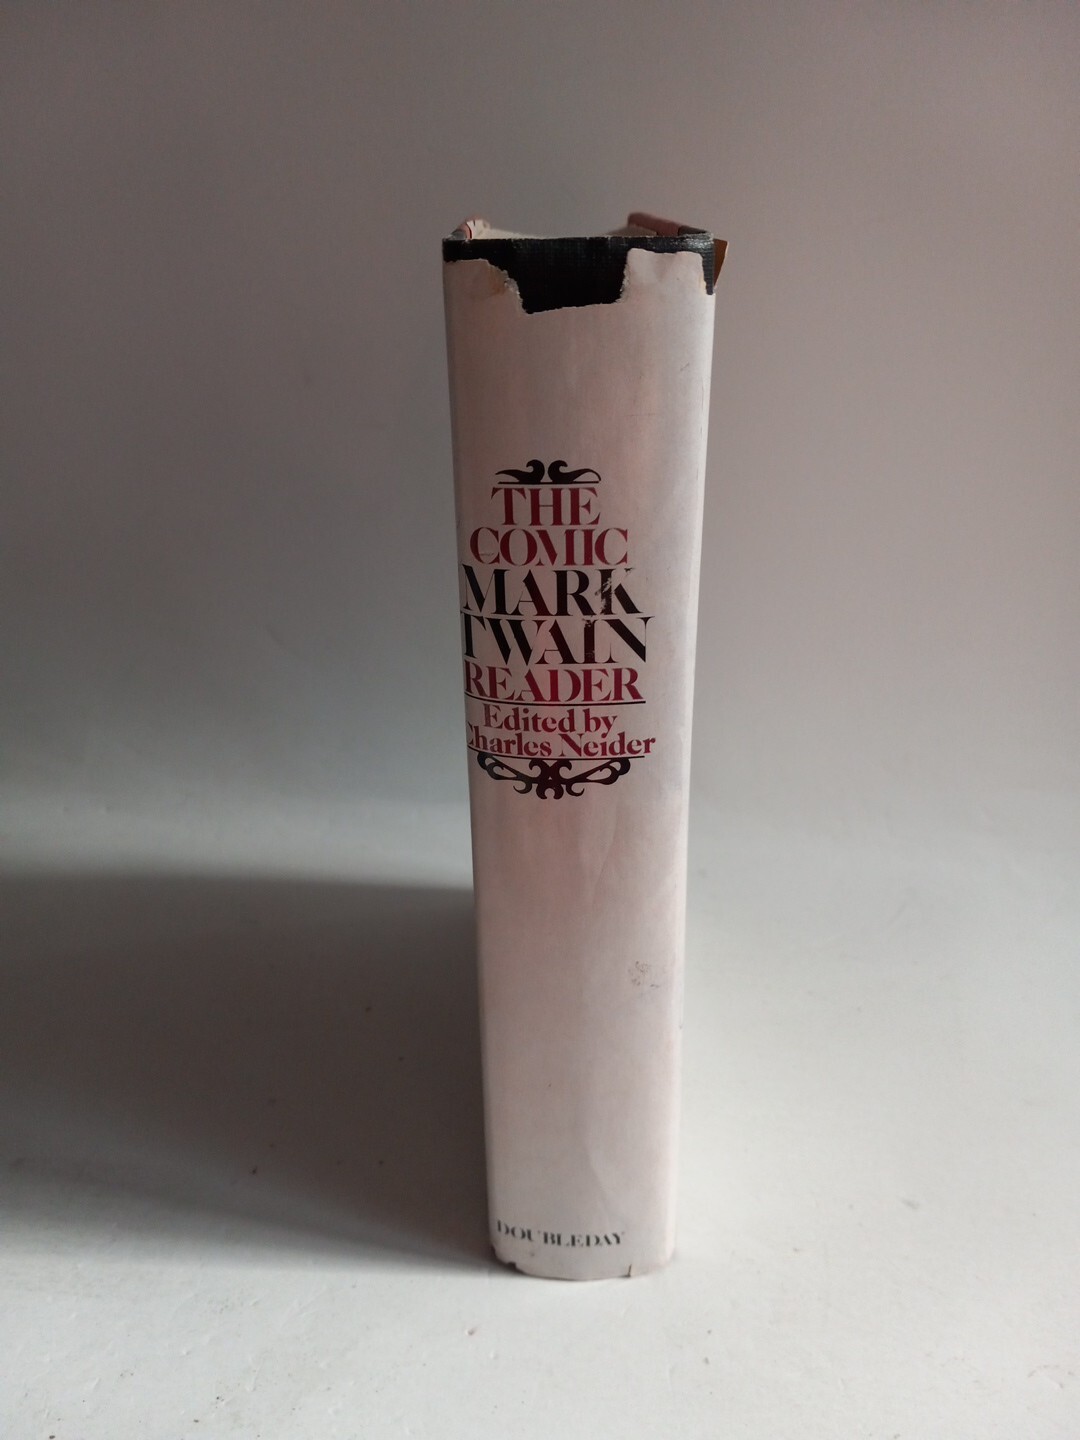 THE
COMIC
MARK
TWAIN
READER
Edited by
Charles Neider
DOUBLEDAY